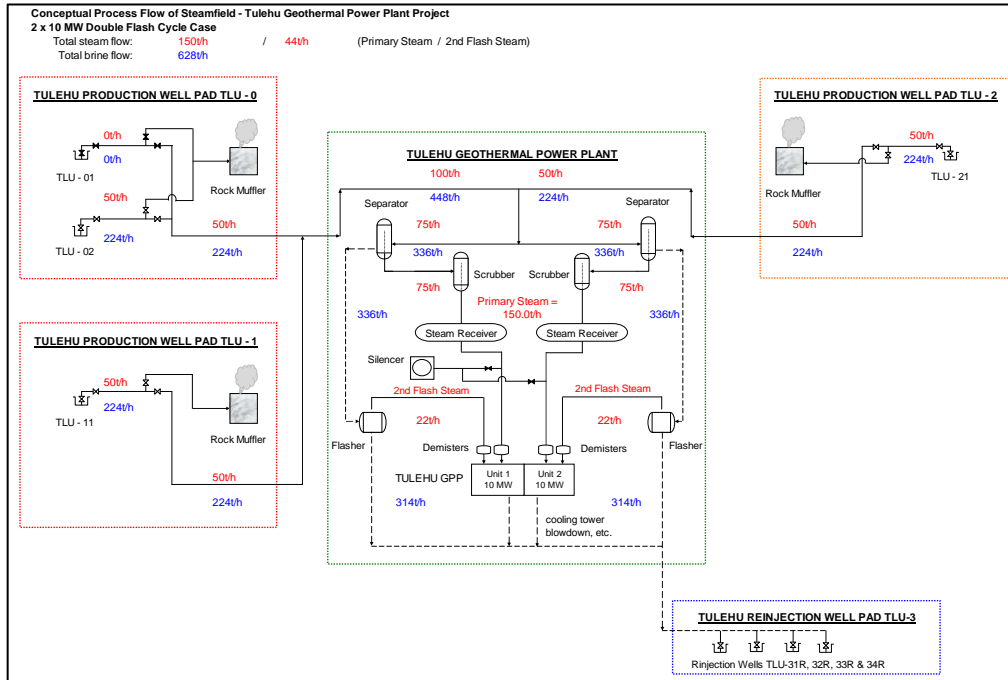 Conceptual Process Flow of Steamfield - Tulehu Geothermal Power Plant Project
2 x 10 MW Double Flash Cycle Case
Total steam flow: 150t/h / 44t/h (Primary Steam / 2nd Flash Steam)
Total brine flow: 628t/h
TULEHU PRODUCTION WELL PAD TLU - 0
0t/h
0t/h
TLU - 01
Rock Muffler
50t/h
50t/h
224t/h
224t/h
TLU - 02
TULEHU PRODUCTION WELL PAD TLU - 1
50t/h
224t/h
TLU - 11
Rock Muffler
50t/h
224t/h
TULEHU GEOTHERMAL POWER PLANT
100t/h
50t/h
448t/h
224t/h
Separator
Separator
75t/h
75t/h
336t/h
336t/h
Scrubber
Scrubber
75t/h
75t/h
Primary Steam =
150.0t/h
336t/h
336t/h
Steam Receiver
Steam Receiver
Silencer
2nd Flash Steam
2nd Flash Steam
22t/h
22t/h
Flasher
Demisters
Demisters
Flasher
TULEHU GPP
Unit 1
10 MW
Unit 2
10 MW
314t/h
314t/h
cooling tower
blowdown, etc.
TULEHU PRODUCTION WELL PAD TLU - 2
50t/h
224t/h
TLU - 21
Rock Muffler
50t/h
224t/h
TULEHU REINJECTION WELL PAD TLU-3
Rinjection Wells TLU-31R, 32R, 33R & 34R